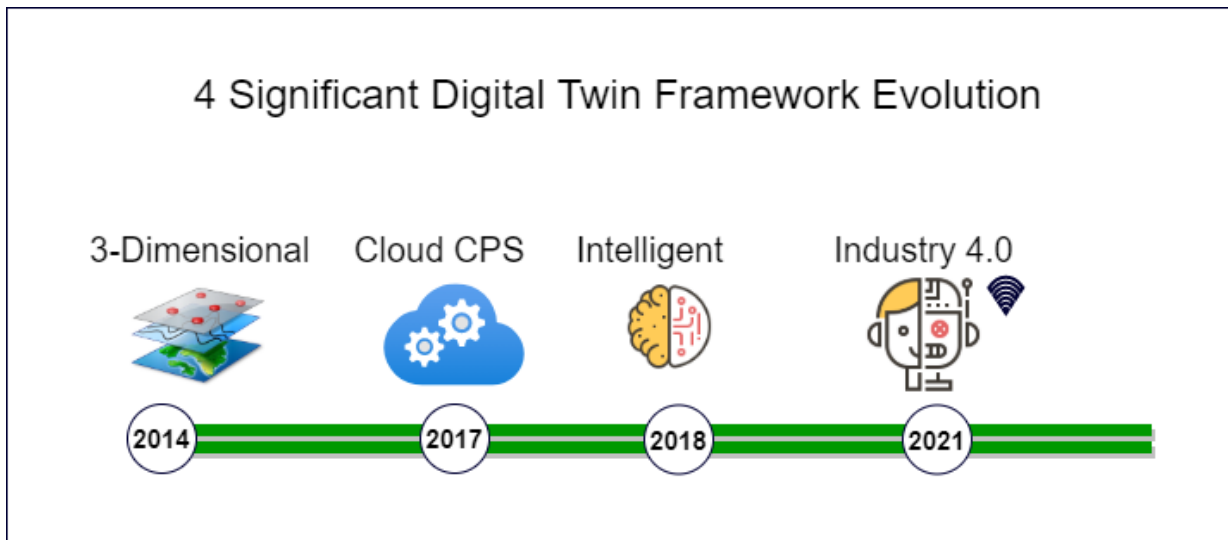 4 Significant Digital Twin Framework Evolution
3-Dimensional
Cloud CPS
Intelligent
Industry 4.0
2014
2017
2018
2021